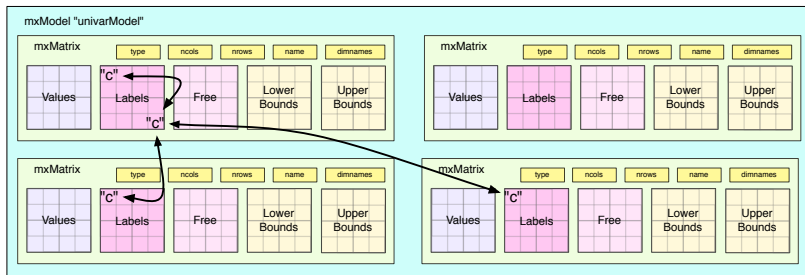 mxModel "univarModel"
mxMatrix type ncols nrows name dimnames
"c"
Values Labels Free Lower Bounds Upper Bounds
"c"
mxMatrix type ncols nrows name dimnames
Values Labels Free Lower Bounds Upper Bounds
mxMatrix type ncols nrows name dimnames
"c"
Values Labels Free Lower Bounds Upper Bounds
mxMatrix type ncols nrows name dimnames
"c"
Values Labels Free Lower Bounds Upper Bounds